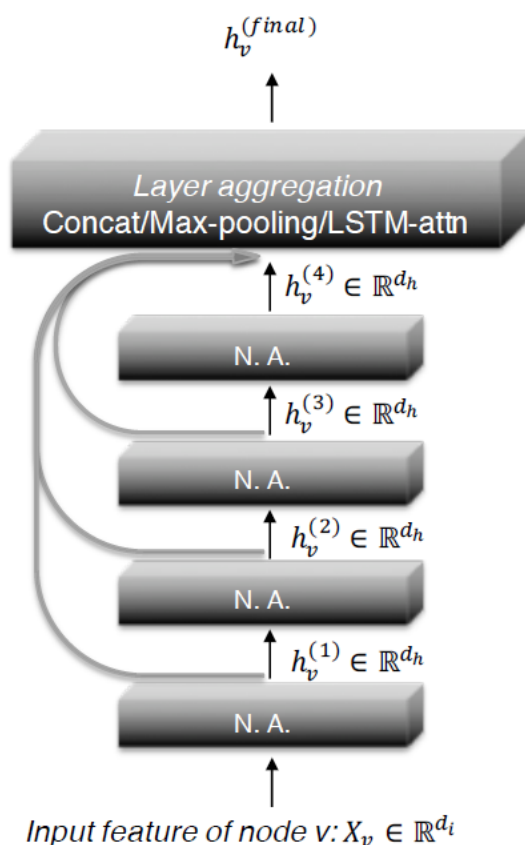 h_v^{(final)}
Layer aggregation
Concat/Max-pooling/LSTM-attn
h_v^{(4)} ∈ ℝ^{d_h}
N. A.
h_v^{(3)} ∈ ℝ^{d_h}
N. A.
h_v^{(2)} ∈ ℝ^{d_h}
N. A.
h_v^{(1)} ∈ ℝ^{d_h}
N. A.
Input feature of node v: X_v ∈ ℝ^{d_i}